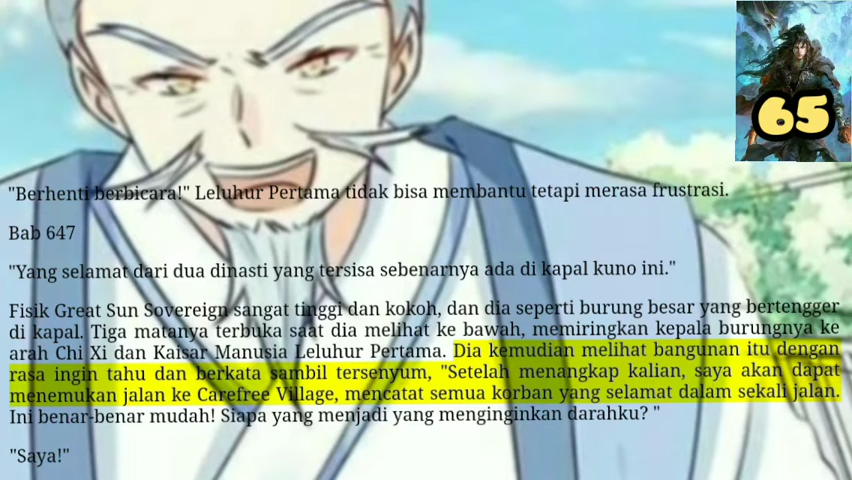 65
"Berhenti berbicara!" Leluhur Pertama tidak bisa membantu tetapi merasa frustrasi.
Bab 647
"Yang selamat dari dua dinasti yang tersisa sebenarnya ada di kapal kuno ini."
Fisik Great Sun Sovereign sangat tinggi dan kokoh, dan dia seperti burung besar yang bertengger
di kapal. Tiga matanya terbuka saat dia melihat ke bawah, memiringkan kepala burungnya ke
arah Chi Xi dan Kaisar Manusia Leluhur Pertama. Dia kemudian melihat bangunan itu dengan
rasa ingin tahu dan berkata sambil tersenyum, "Setelah menangkap kalian, saya akan dapat
menemukan jalan ke Carefree Village, mencatat semua korban yang selamat dalam sekali jalan.
Ini benar-benar mudah! Siapa yang menjadi yang menginginkan darahku? "
"Saya!"